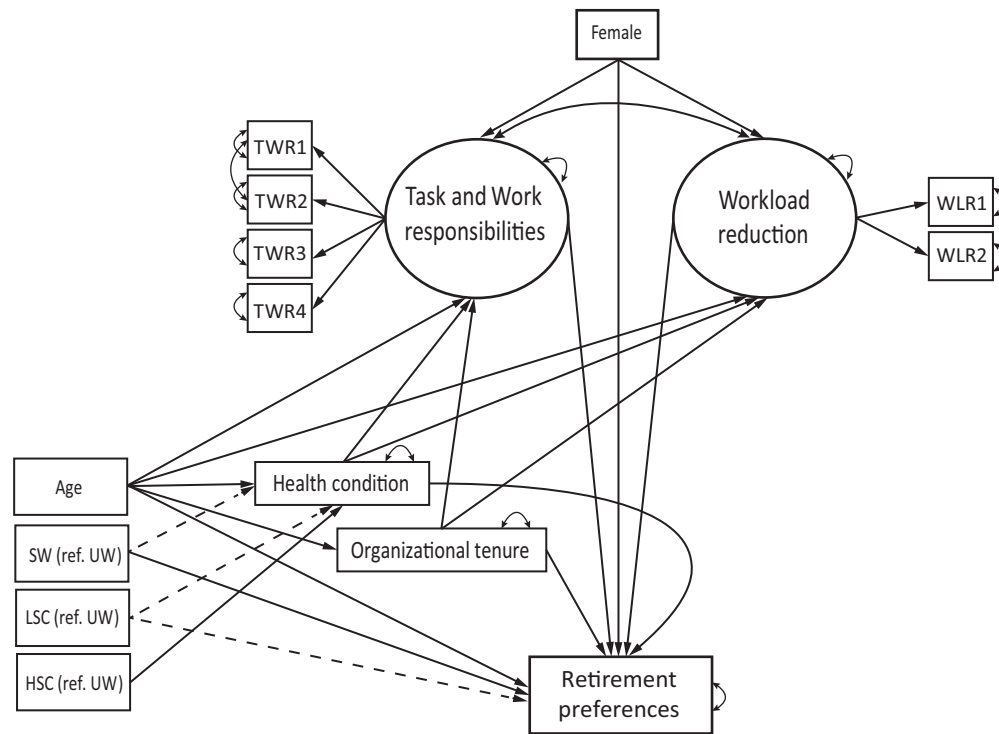 Female
TWR1
TWR2
TWR3
TWR4
Task and Work
responsibilities
Workload
reduction
WLR1
WLR2
Age
Health condition
SW (ref. UW)
Organizational tenure
LSC (ref. UW)
HSC (ref. UW)
Retirement
preferences